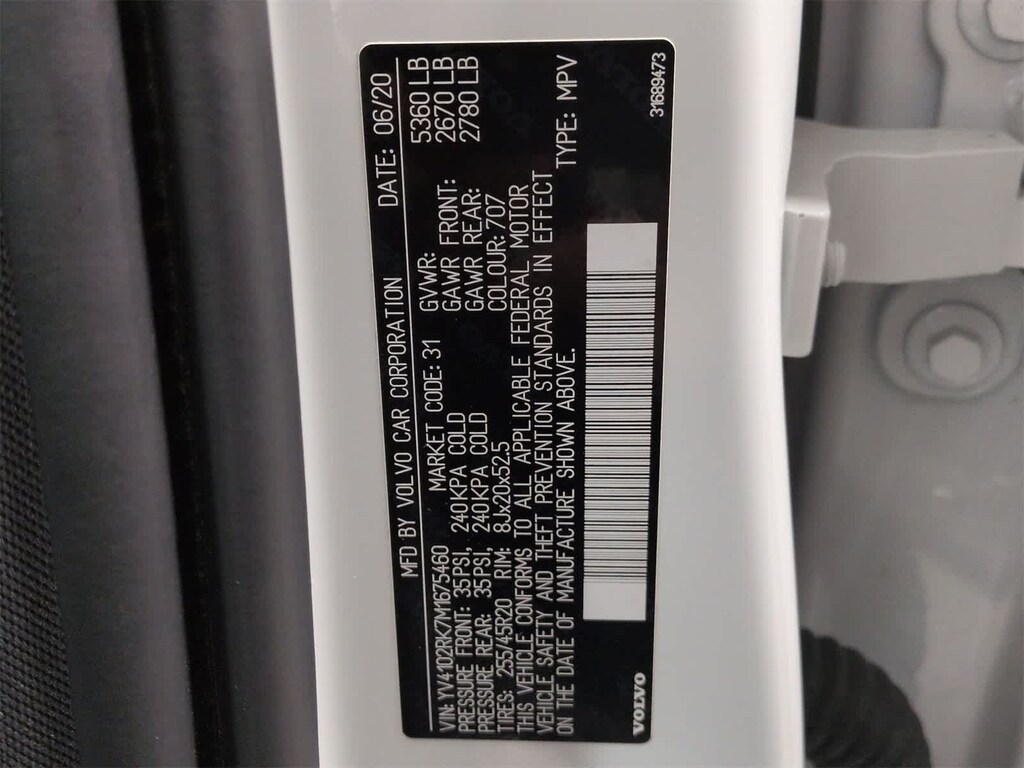 MFD BY VOLVO CAR CORPORATION DATE: 06/20
VIN: YV4102RK7M1675460 MARKET CODE: 31 GVWR: 5360 LB
PRESSURE FRONT: 35PSI, 240KPA COLD GAWR FRONT: 2670 LB
PRESSURE REAR: 35PSI, 240KPA COLD GAWR REAR: 2780 LB
TIRES: 255/45R20 RIM: 8Jx20x52.5 COLOUR: 707
THIS VEHICLE CONFORMS TO ALL APPLICABLE FEDERAL MOTOR
VEHICLE SAFETY AND THEFT PREVENTION STANDARDS IN EFFECT
ON THE DATE OF MANUFACTURE SHOWN ABOVE. TYPE: MPV
VOLVO 31689473